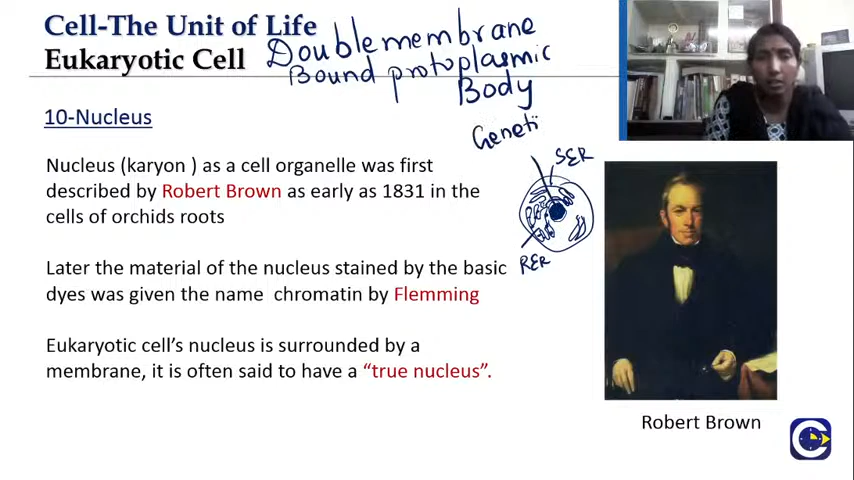 Cell-The Unit of Life
Eukaryotic Cell
Doublemembrane
Bound protoplasmic
Body
Geneti
10-Nucleus
SER
RER
Nucleus (karyon ) as a cell organelle was first
described by Robert Brown as early as 1831 in the
cells of orchids roots
Later the material of the nucleus stained by the basic
dyes was given the name chromatin by Flemming
Eukaryotic cell’s nucleus is surrounded by a
membrane, it is often said to have a “true nucleus”.
Robert Brown